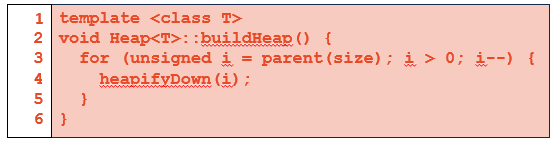 1 template <class T>
2 void Heap<T>::buildHeap() {
3   for (unsigned i = parent(size); i > 0; i--) {
4     heapifyDown(i);
5   }
6 }